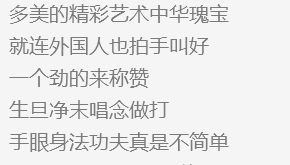 多美的精彩艺术中华瑰宝
就连外国人也拍手叫好
一个劲的来称赞
生旦净末唱念做打
手眼身法功夫真是不简单